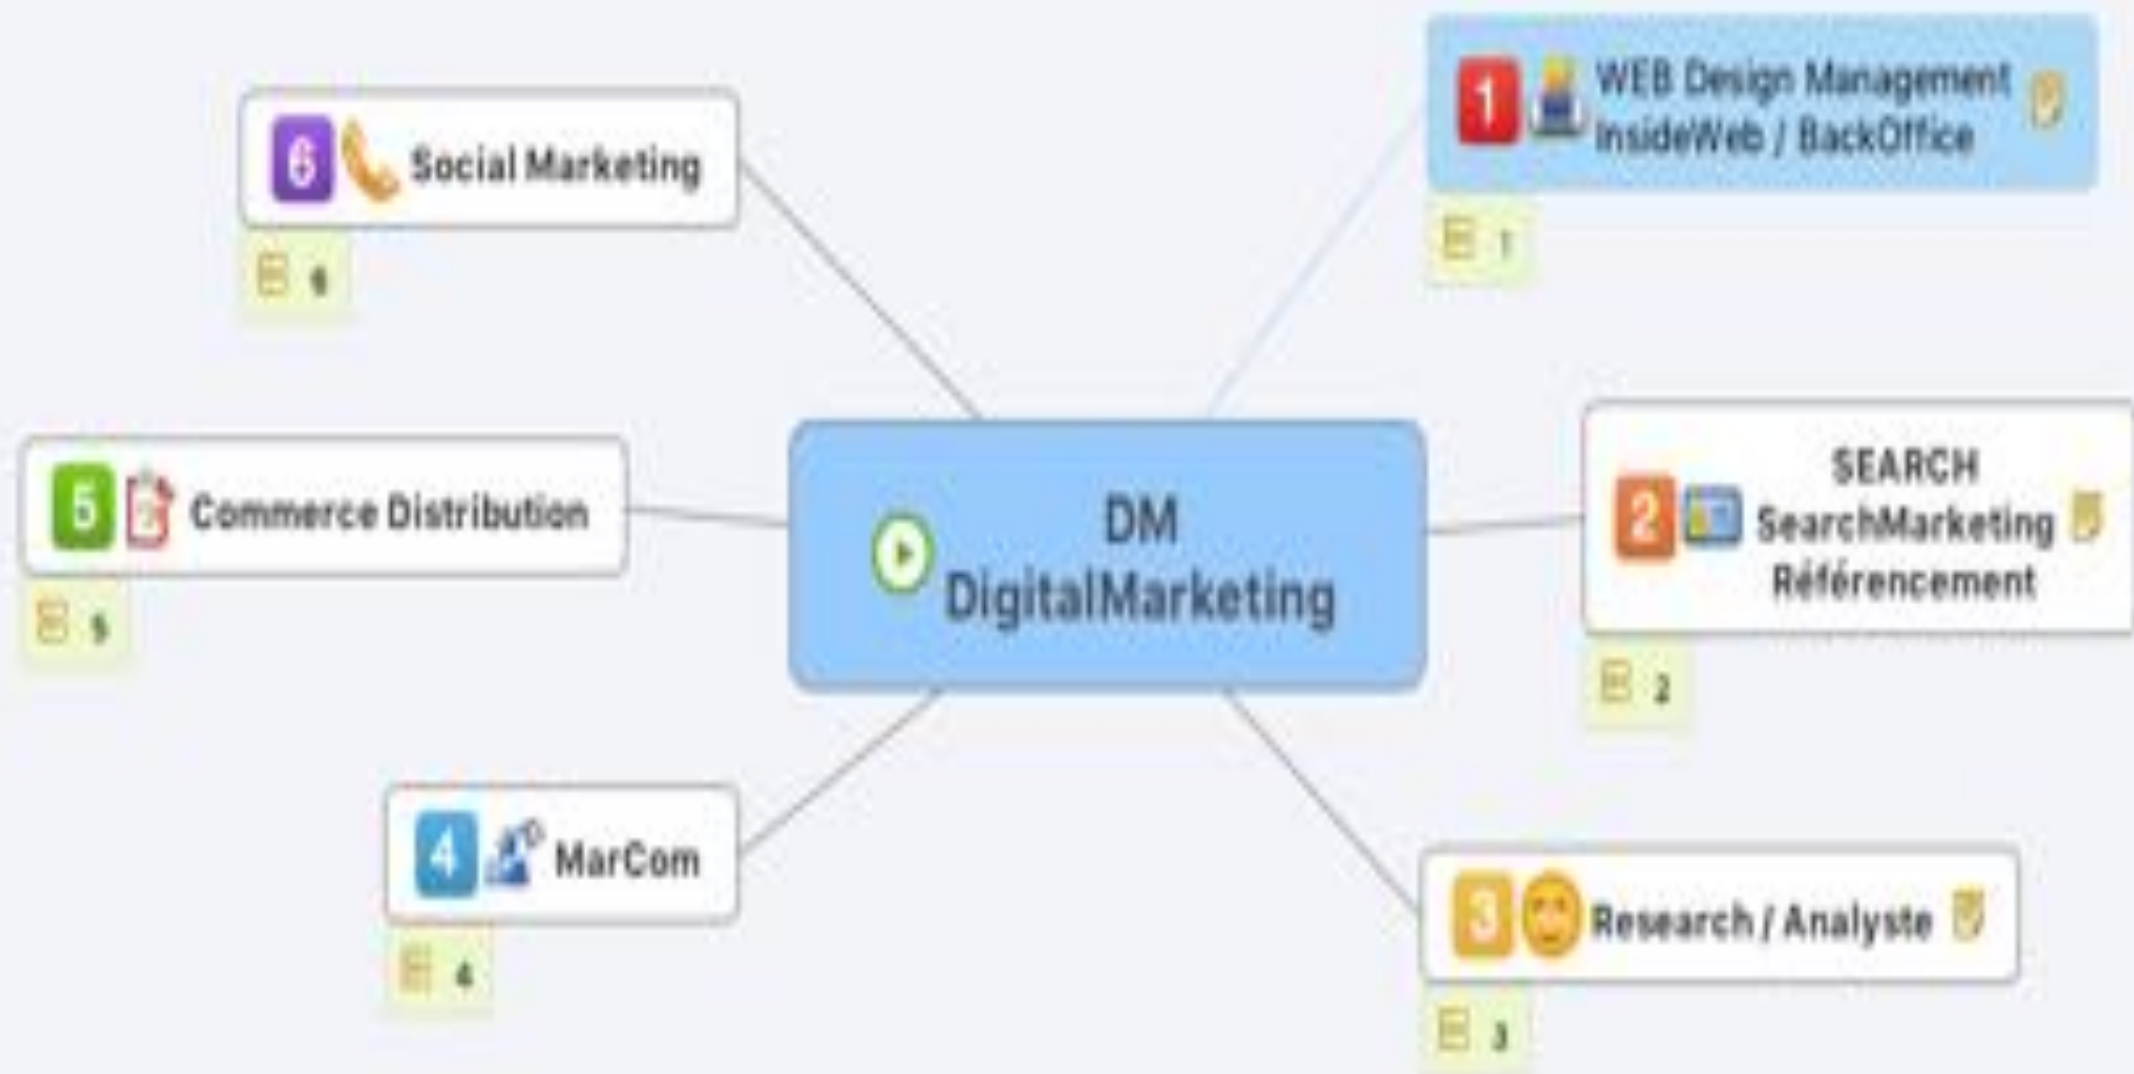 1 WEB Design Management
InsideWeb / BackOffice
1
6 Social Marketing
6
2 SEARCH
SearchMarketing
Référencement
2
5 Commerce Distribution
5
DM
DigitalMarketing
4 MarCom
4
3 Research / Analyste
3